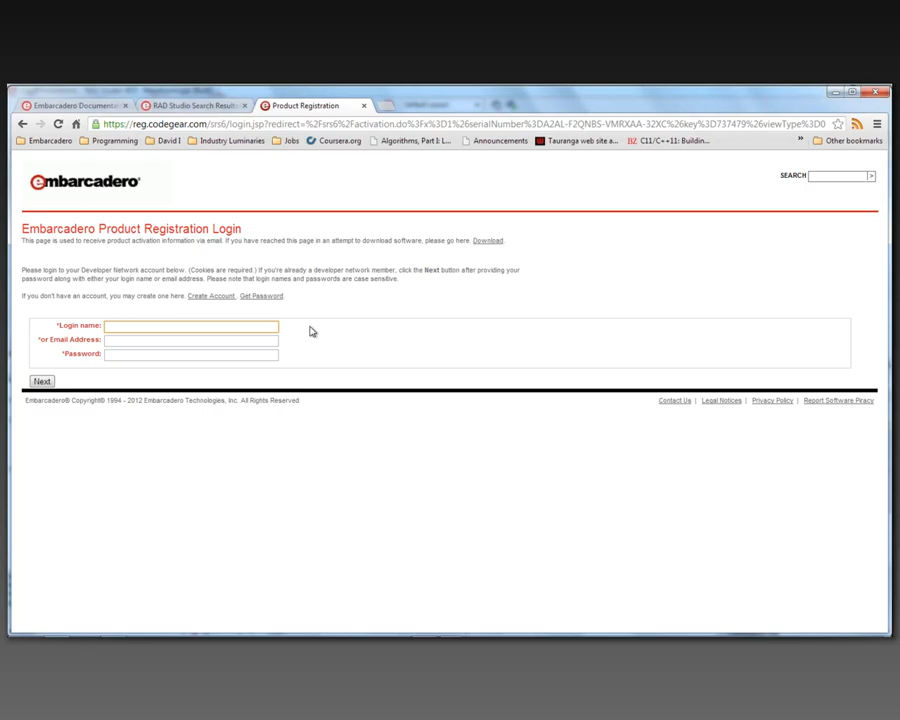 Embarcadero Documenta
RAD Studio Search Result
Product Registration
https://reg.codegear.com/srs6/login.jsp?redirect=%2Fsrs6%2Factivation.do%3Fx%3D1%26serialNumber%3DA2AL-F2QNBS-VMRXAA-32XC%26key%3D737479%26viewType%3D0
Embarcadero
Programming
David I
Industry Luminaries
Jobs
Coursera.org
Algorithms, Part I: L...
Announcements
Tauranga web site a...
BZ C11/C++11: Buildin...
»
Other bookmarks
embarcadero®
SEARCH
>
Embarcadero Product Registration Login
This page is used to receive product activation information via email. If you have reached this page in an attempt to download software, please go here. Download.
Please login to your Developer Network account below. (Cookies are required.) If you're already a developer network member, click the Next button after providing your
password along with either your login name or email address. Please note that login names and passwords are case sensitive.
If you don't have an account, you may create one here. Create Account, Get Password.
*Login name:
*or Email Address:
*Password:
Next
Embarcadero® Copyright© 1994 - 2012 Embarcadero Technologies, Inc. All Rights Reserved
Contact Us | Legal Notices | Privacy Policy | Report Software Piracy